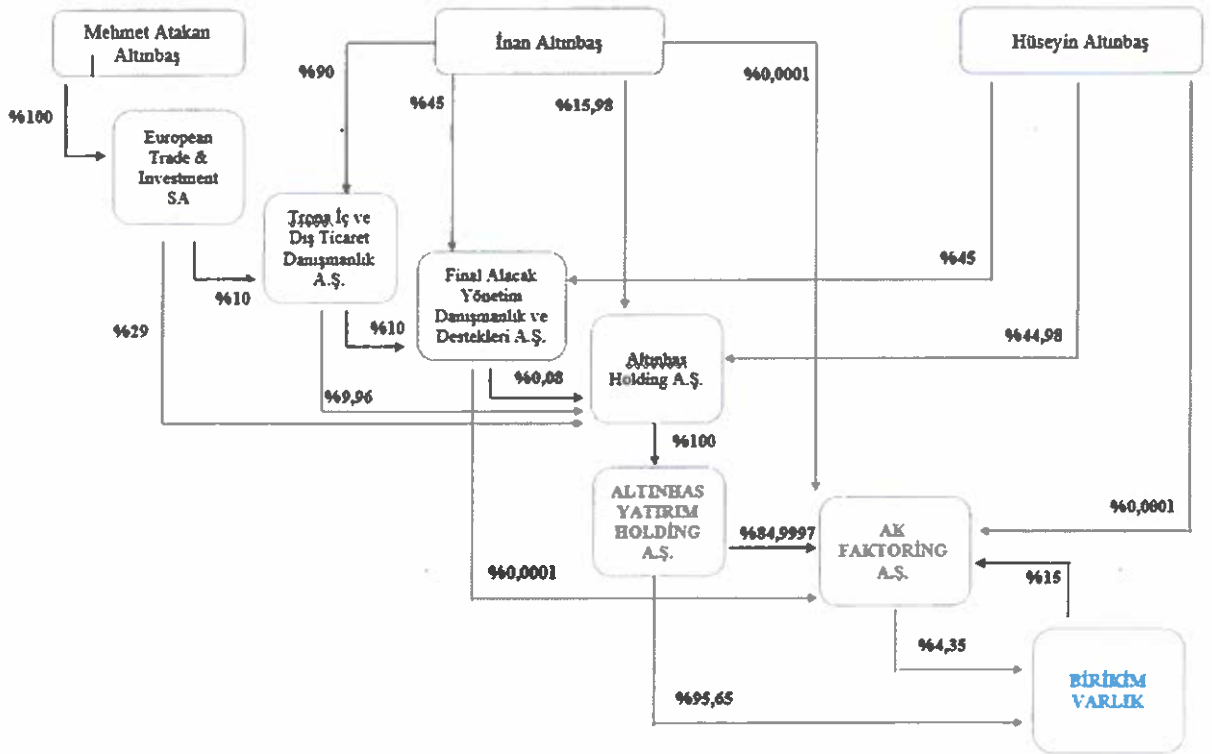 Mehmet Atakan
Altınbaş
İnan Altınbaş
Hüseyin Altınbaş
%90
%0,0001
%45
%15,98
%100
European
Trade &
Investment
SA
Trona İç ve
Dış Ticaret
Danışmanlık
A.Ş.
%45
Final Alacak
Yönetim
Danışmanlık ve
Destekleri A.Ş.
%10
%10
%29
%44,98
Altınhas
Holding A.Ş.
%0,08
%9,96
%100
ALTINHAS
YATIRIM
HOLDİNG
A.Ş.
%0,0001
%84,9997
AK
FAKTORİNG
A.Ş.
%0,0001
%15
%4,35
BİRİKİM
VARLIK
%95,65